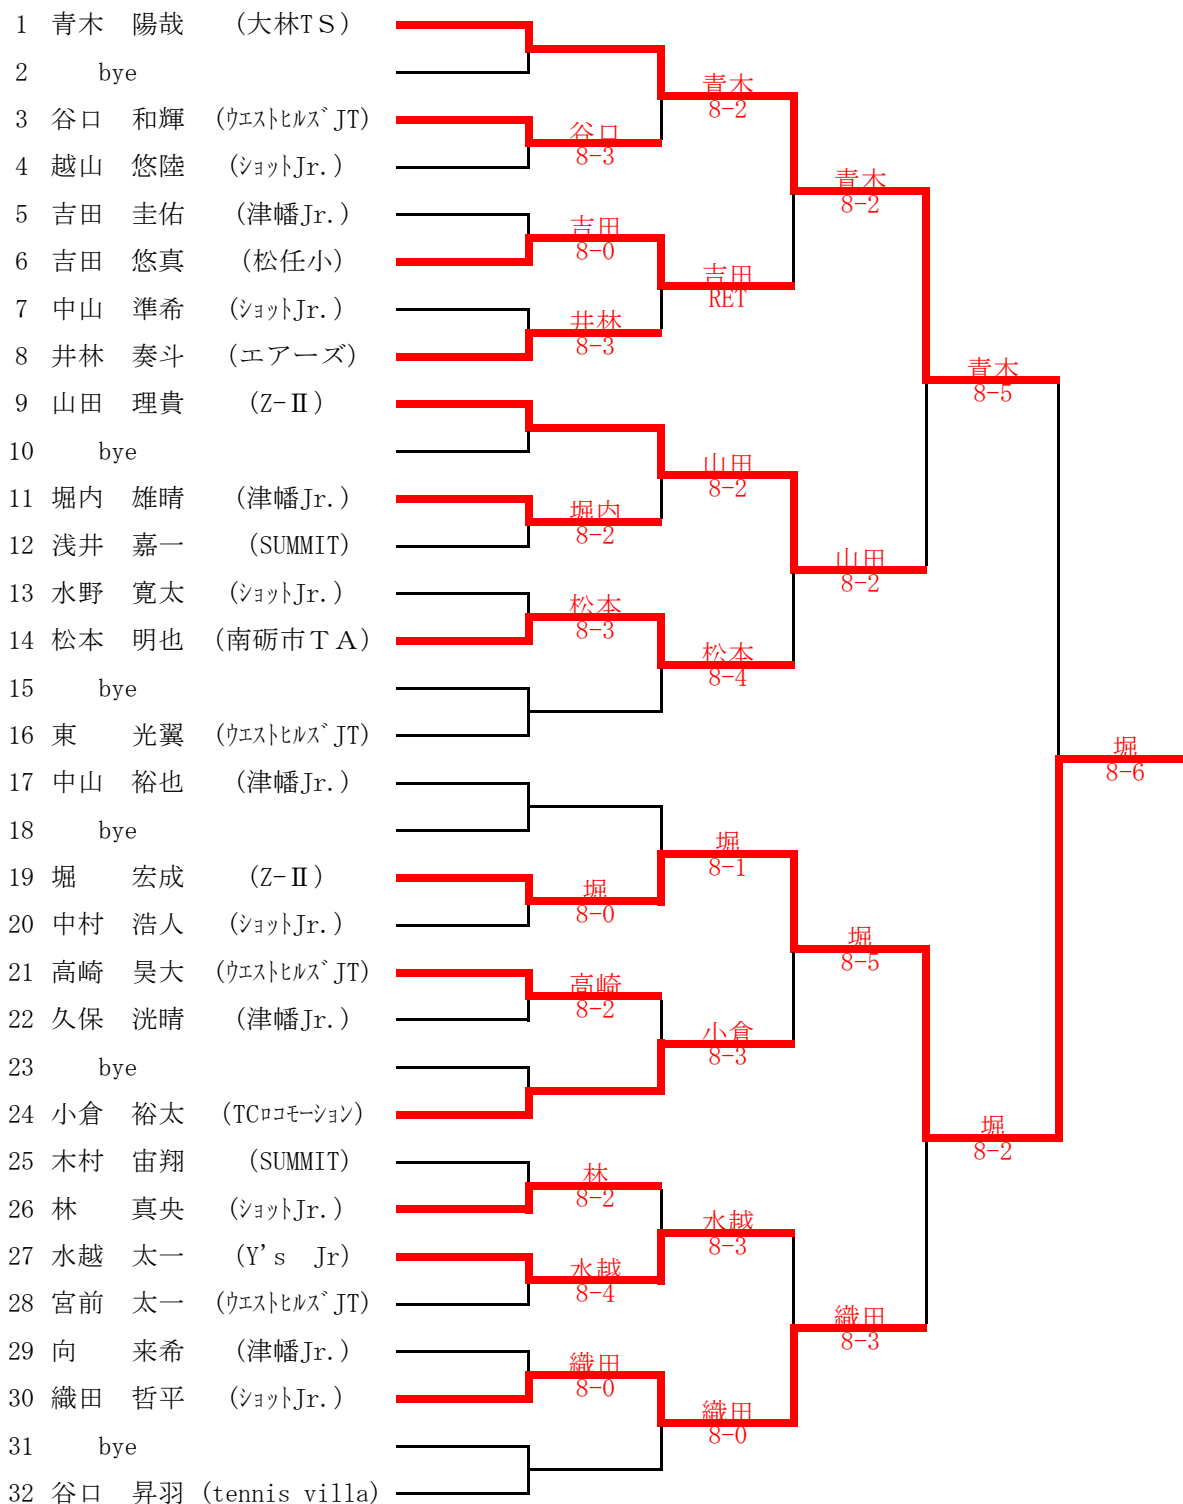 1 青木 陽哉 (大林TS)
2 bye
3 谷口 和輝 (ｳｴｽﾄﾋﾙｽﾞJT)
4 越山 悠陸 (ｼｮｯﾄJr.)
5 吉田 圭佑 (津幡Jr.)
6 吉田 悠真 (松任小)
7 中山 準希 (ｼｮｯﾄJr.)
8 井林 奏斗 (エアーズ)
9 山田 理貴 (Z-Ⅱ)
10 bye
11 堀内 雄晴 (津幡Jr.)
12 浅井 嘉一 (SUMMIT)
13 水野 寛太 (ｼｮｯﾄJr.)
14 松本 明也 (南砺市ＴＡ)
15 bye
16 東 光翼 (ｳｴｽﾄﾋﾙｽﾞJT)
17 中山 裕也 (津幡Jr.)
18 bye
19 堀 宏成 (Z-Ⅱ)
20 中村 浩人 (ｼｮｯﾄJr.)
21 高崎 昊大 (ｳｴｽﾄﾋﾙｽﾞJT)
22 久保 洸晴 (津幡Jr.)
23 bye
24 小倉 裕太 (TCﾛｺﾓｰｼｮﾝ)
25 木村 宙翔 (SUMMIT)
26 林 真央 (ｼｮｯﾄJr.)
27 水越 太一 (Y's Jr)
28 宮前 太一 (ｳｴｽﾄﾋﾙｽﾞJT)
29 向 来希 (津幡Jr.)
30 織田 哲平 (ｼｮｯﾄJr.)
31 bye
32 谷口 昇羽 (tennis villa)
谷口
8-3
吉田
8-0
井林
8-3
堀内
8-2
松本
8-3
堀
8-0
高崎
8-2
林
8-2
水越
8-4
織田
8-0
青木
8-2
吉田
RET
山田
8-2
松本
8-4
堀
8-1
小倉
8-3
水越
8-3
織田
8-0
青木
8-2
山田
8-2
堀
8-5
織田
8-3
青木
8-5
堀
8-2
堀
8-6